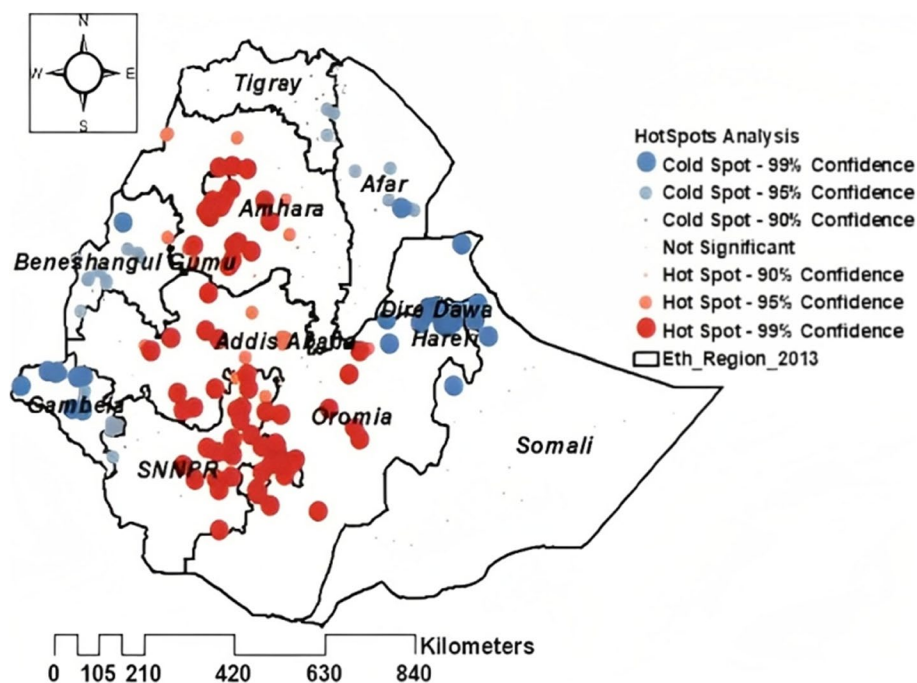 N
W E
S
Tigray
Afar
Amhara
Beneshangul Gumu
Dire Dawa
Addis Ababa
Hareri
Gambela
Oromia
Somali
SNNPR
HotSpots Analysis
Cold Spot - 99% Confidence
Cold Spot - 95% Confidence
Cold Spot - 90% Confidence
Not Significant
Hot Spot - 90% Confidence
Hot Spot - 95% Confidence
Hot Spot - 99% Confidence
Eth_Region_2013
Kilometers
0 105 210 420 630 840